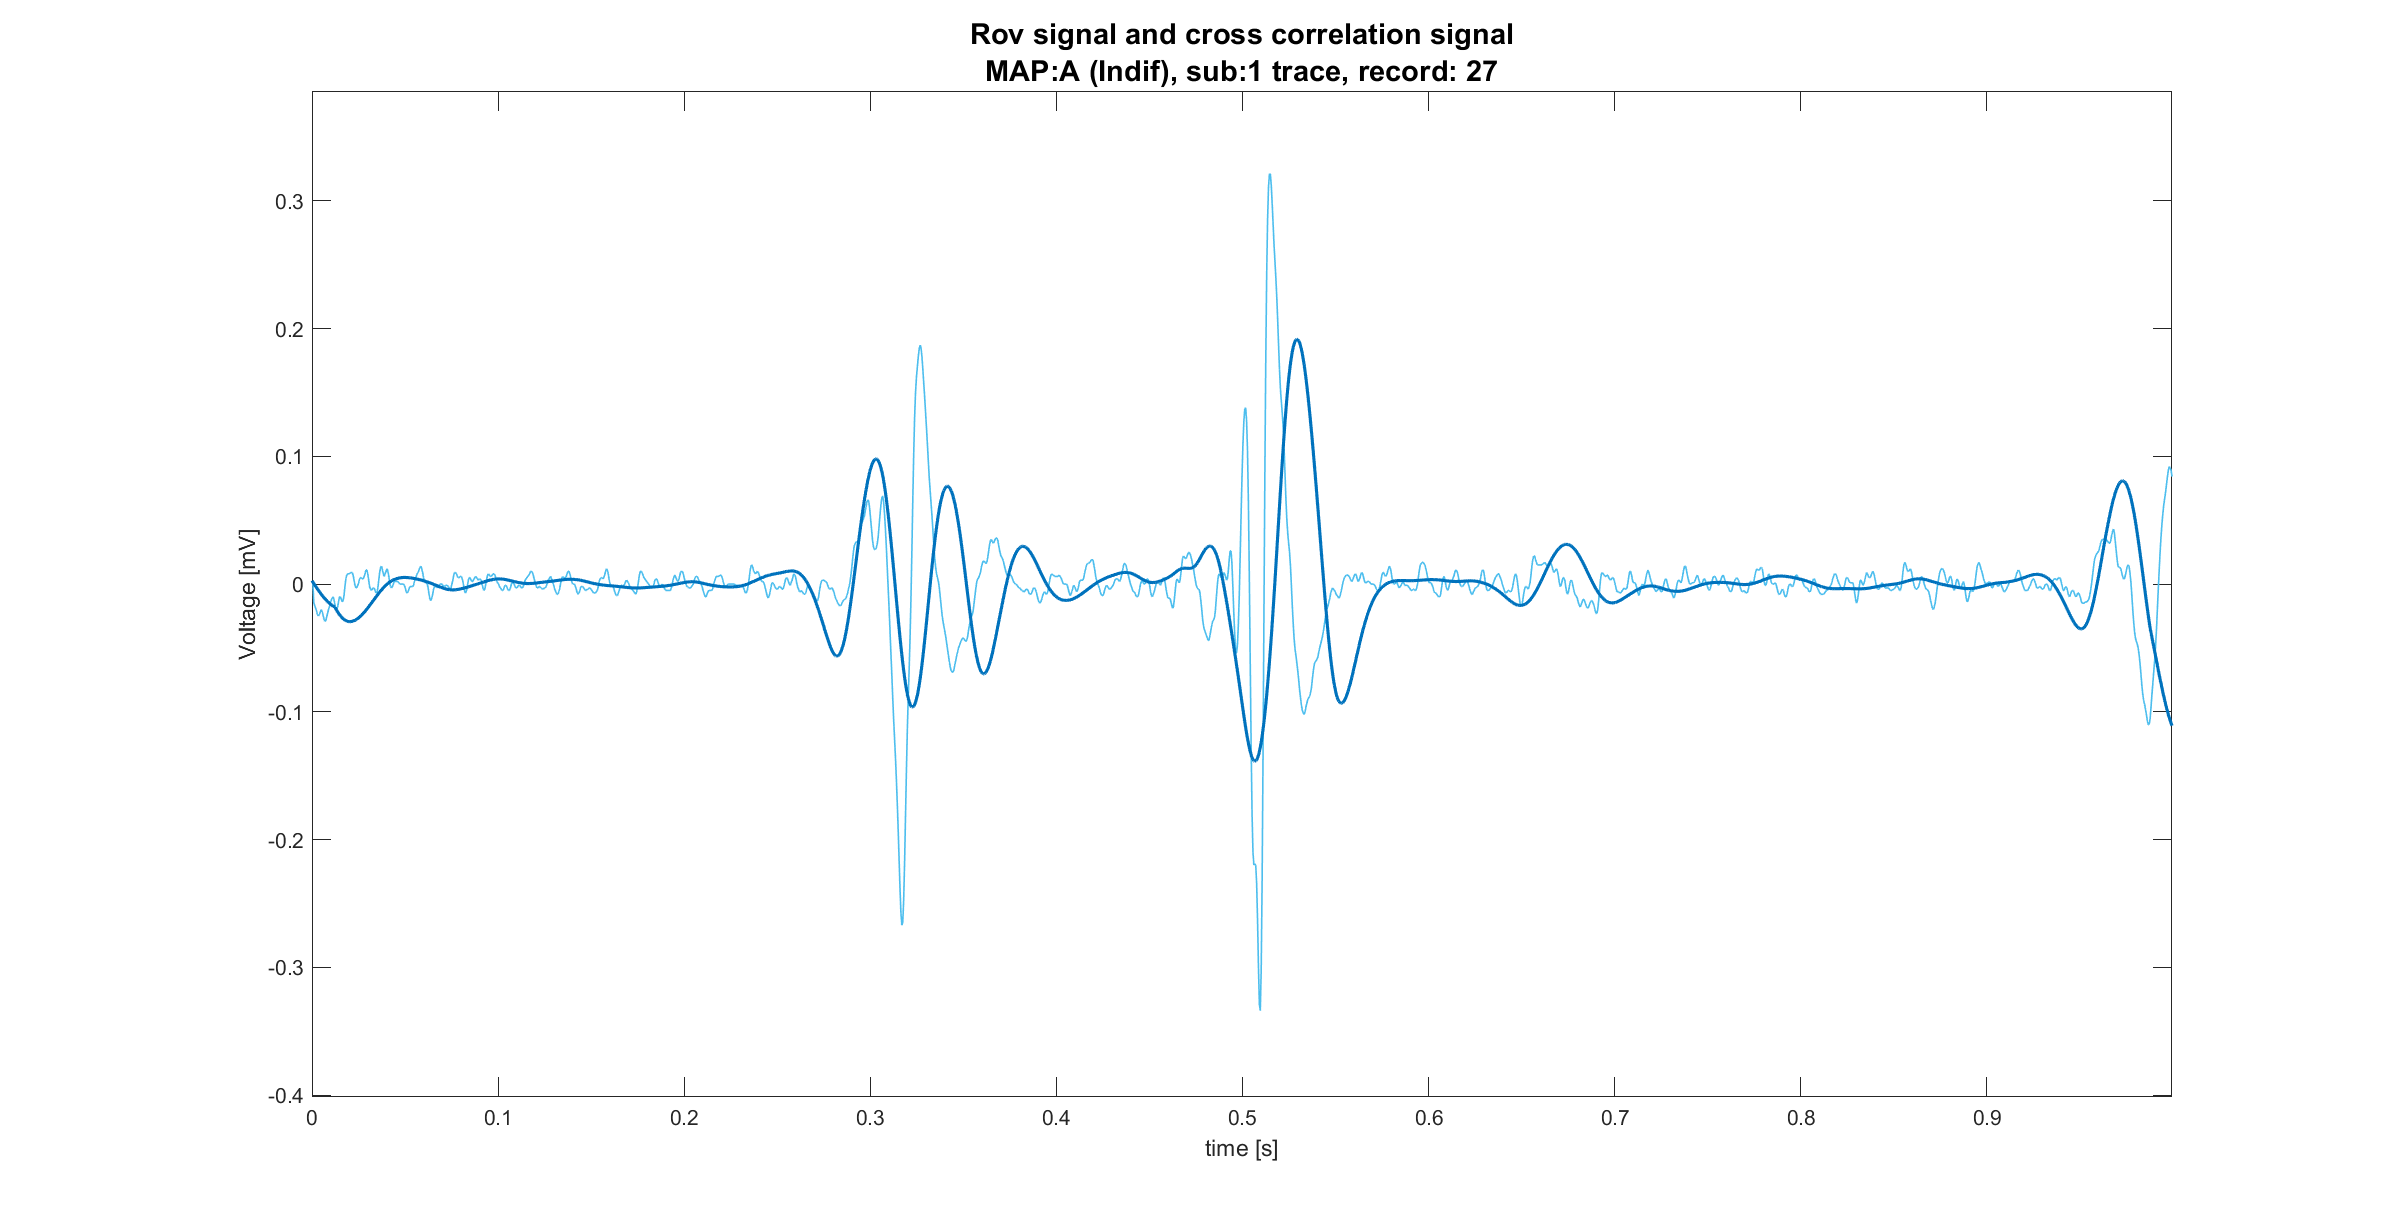 Rov signal and cross correlation signal
MAP:A (Indif), sub:1 trace, record: 27
0.3
0.2
0.1
0
-0.1
-0.2
-0.3
-0.4
Voltage [mV]
0 0.1 0.2 0.3 0.4 0.5 0.6 0.7 0.8 0.9
time [s]